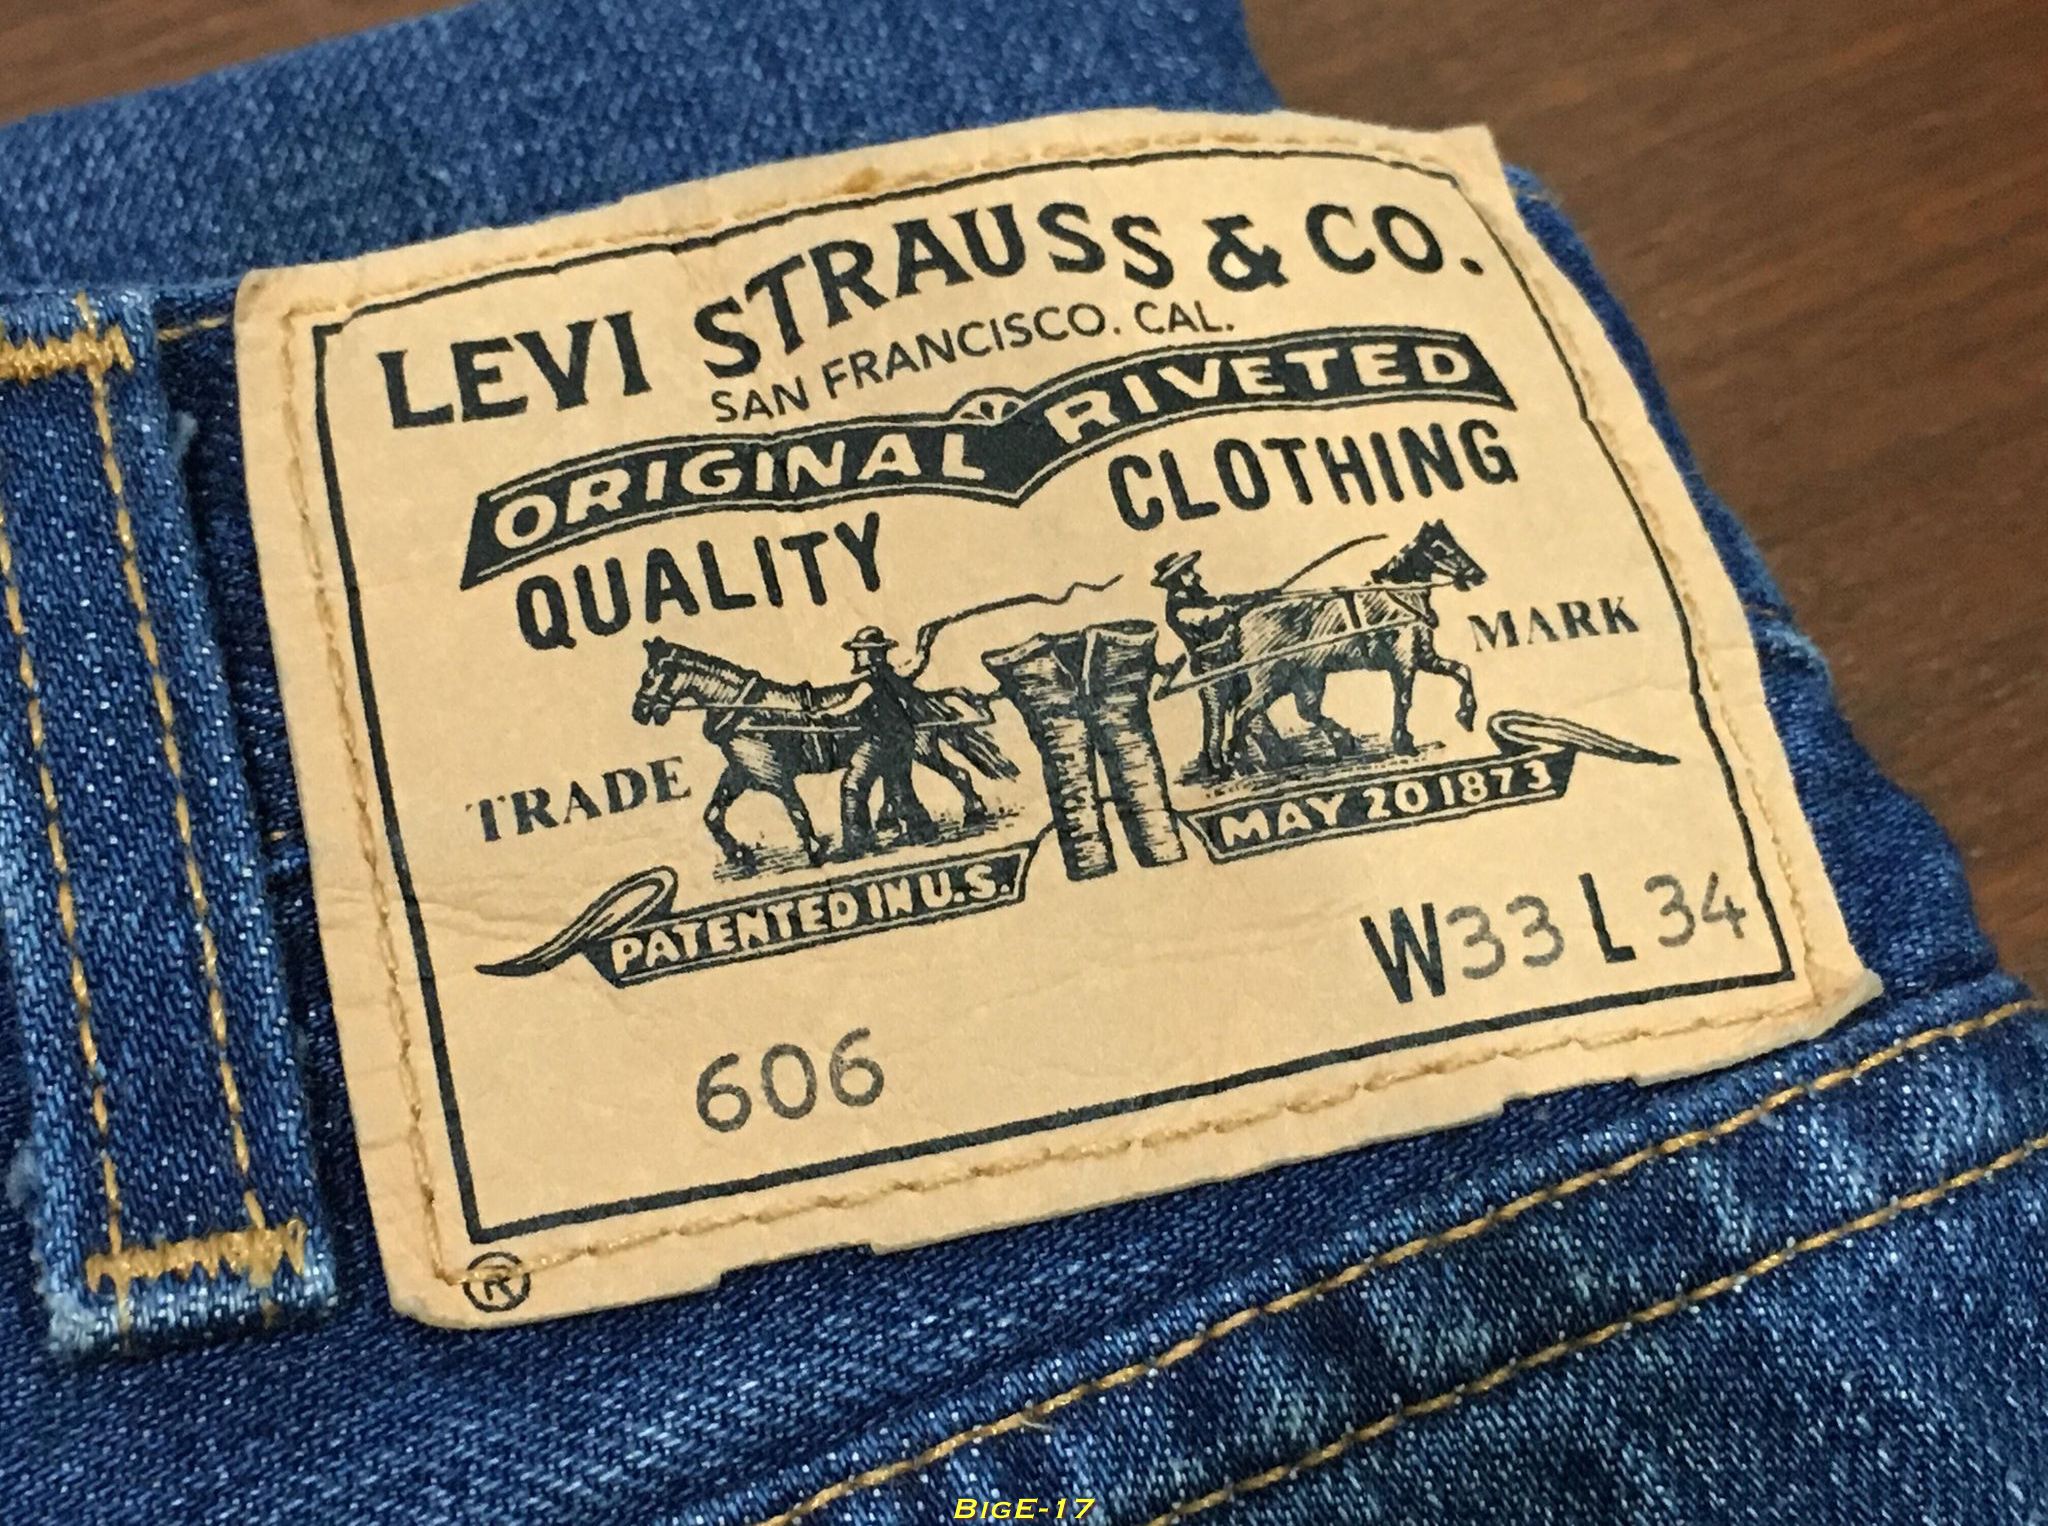 LEVI STRAUSS & CO.
SAN FRANCISCO. CAL.
ORIGINAL RIVETED
QUALITY CLOTHING
TRADE MARK
PATENTED IN U.S. MAY 20 1873
W33 L 34
606
®
BIGE-17